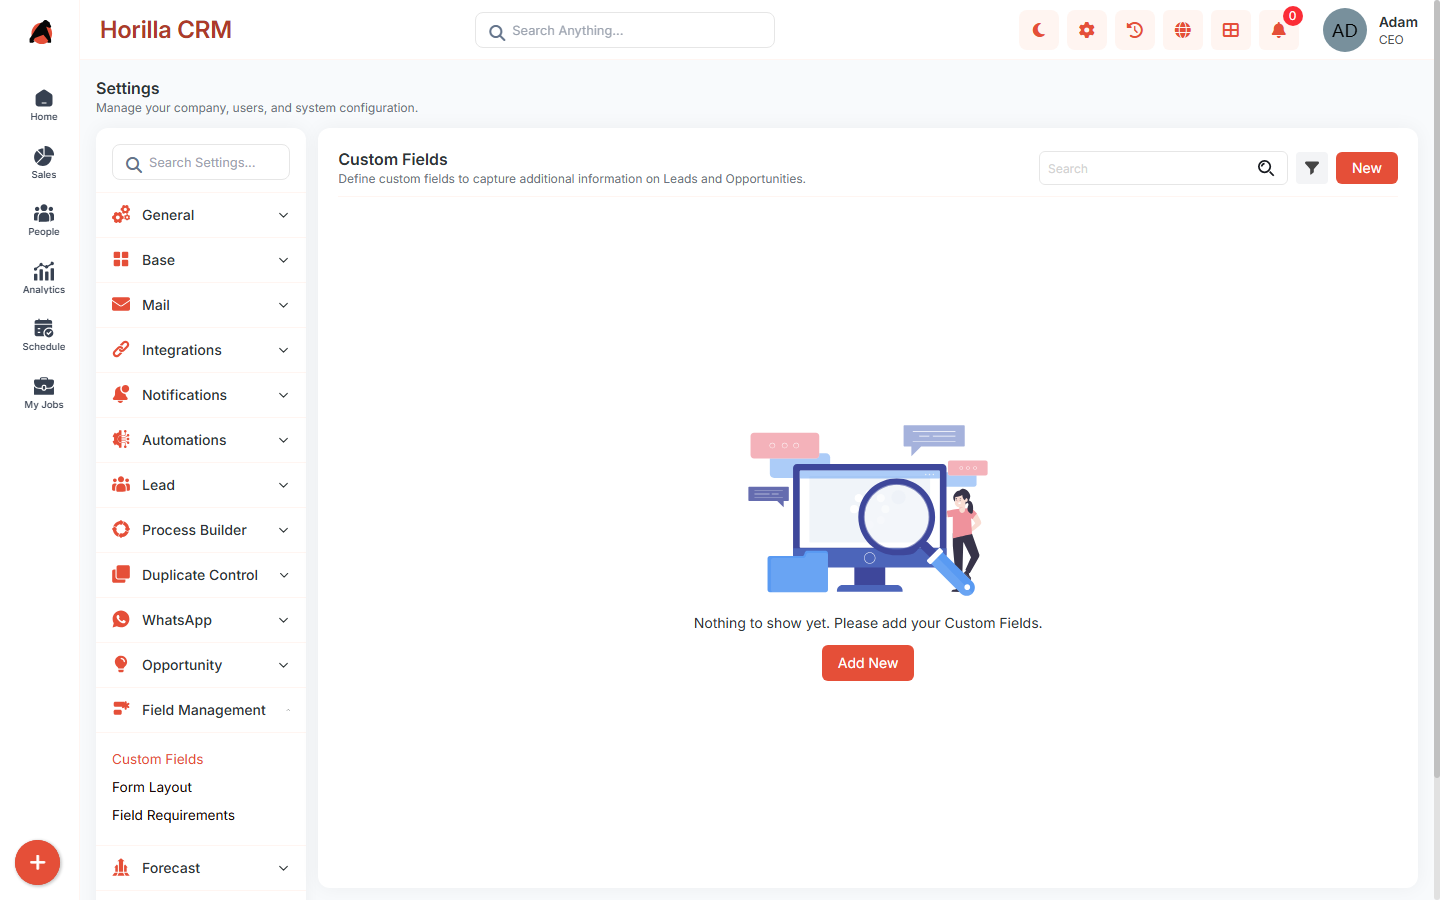 Horilla CRM
Search Anything...
0
AD
Adam
CEO
Home
Sales
People
Analytics
Schedule
My Jobs
Settings
Manage your company, users, and system configuration.
Search Settings...
General
Base
Mail
Integrations
Notifications
Automations
Lead
Process Builder
Duplicate Control
WhatsApp
Opportunity
Field Management
Custom Fields
Form Layout
Field Requirements
Forecast
Custom Fields
Define custom fields to capture additional information on Leads and Opportunities.
Search
New
Nothing to show yet. Please add your Custom Fields.
Add New